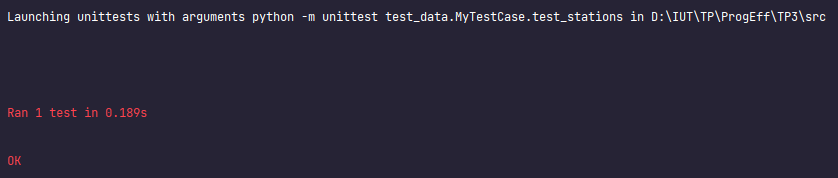 Launching unittests with arguments python -m unittest test_data.MyTestCase.test_stations in D:\IUT\TP\ProgEff\TP3\src
Ran 1 test in 0.189s
OK